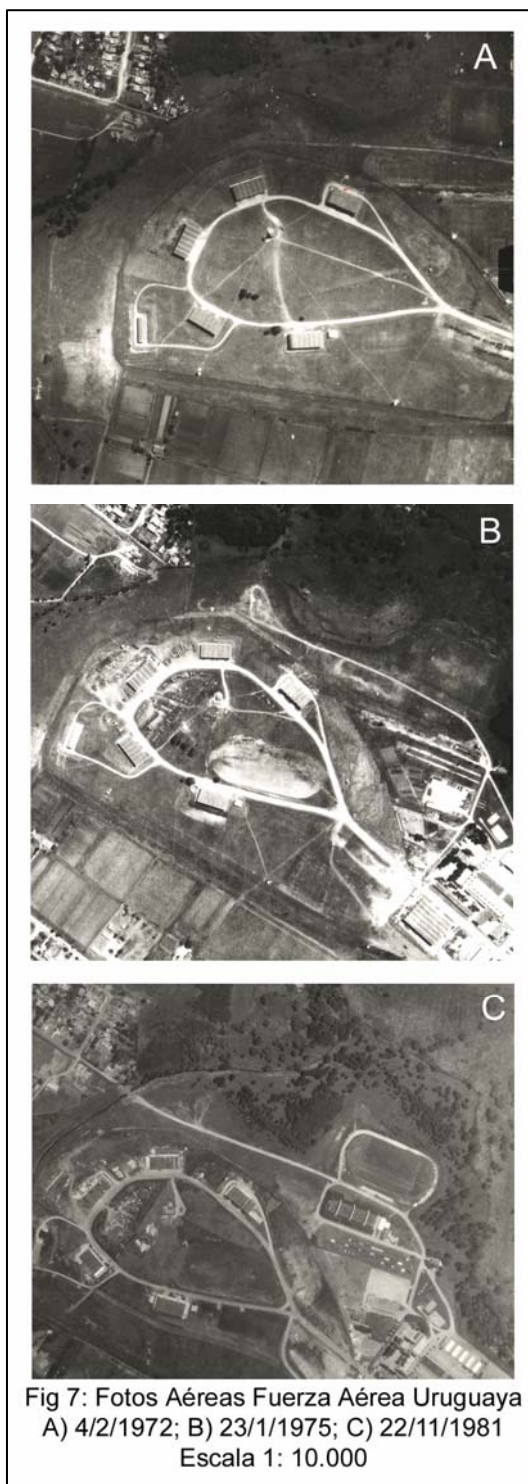 A
B
C
Fig 7: Fotos Aéreas Fuerza Aérea Uruguaya
A) 4/2/1972; B) 23/1/1975; C) 22/11/1981
Escala 1: 10.000